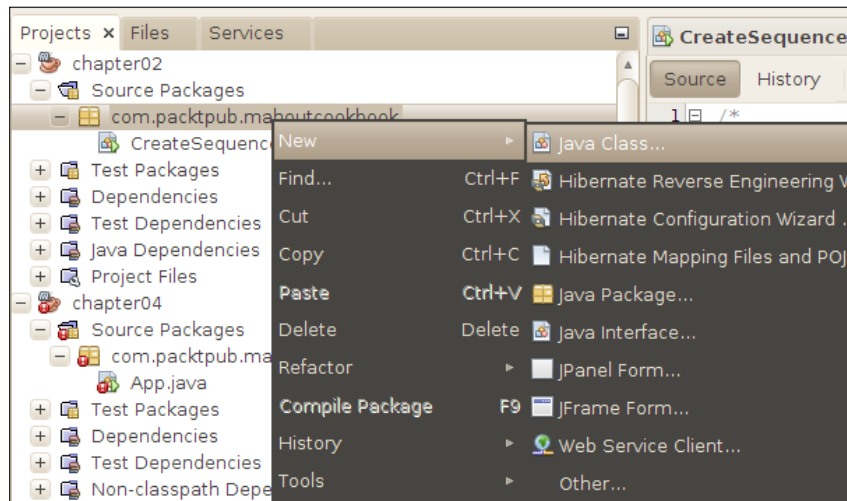 Projects Files Services
chapter02
Source Packages
com.packtpub.mahoutcookbook
CreateSequence
Test Packages
Dependencies
Test Dependencies
Java Dependencies
Project Files
chapter04
Source Packages
com.packtpub.ma
App.java
Test Packages
Dependencies
Test Dependencies
Non-classpath Depe
New
Find... Ctrl+F
Cut Ctrl+X
Copy Ctrl+C
Paste Ctrl+V
Delete Delete
Refactor
Compile Package F9
History
Tools
Java Class...
Hibernate Reverse Engineering W
Hibernate Configuration Wizard .
Hibernate Mapping Files and POJ
Java Package...
Java Interface...
JPanel Form...
JFrame Form...
Web Service Client...
Other...
CreateSequence
Source History
1 /*